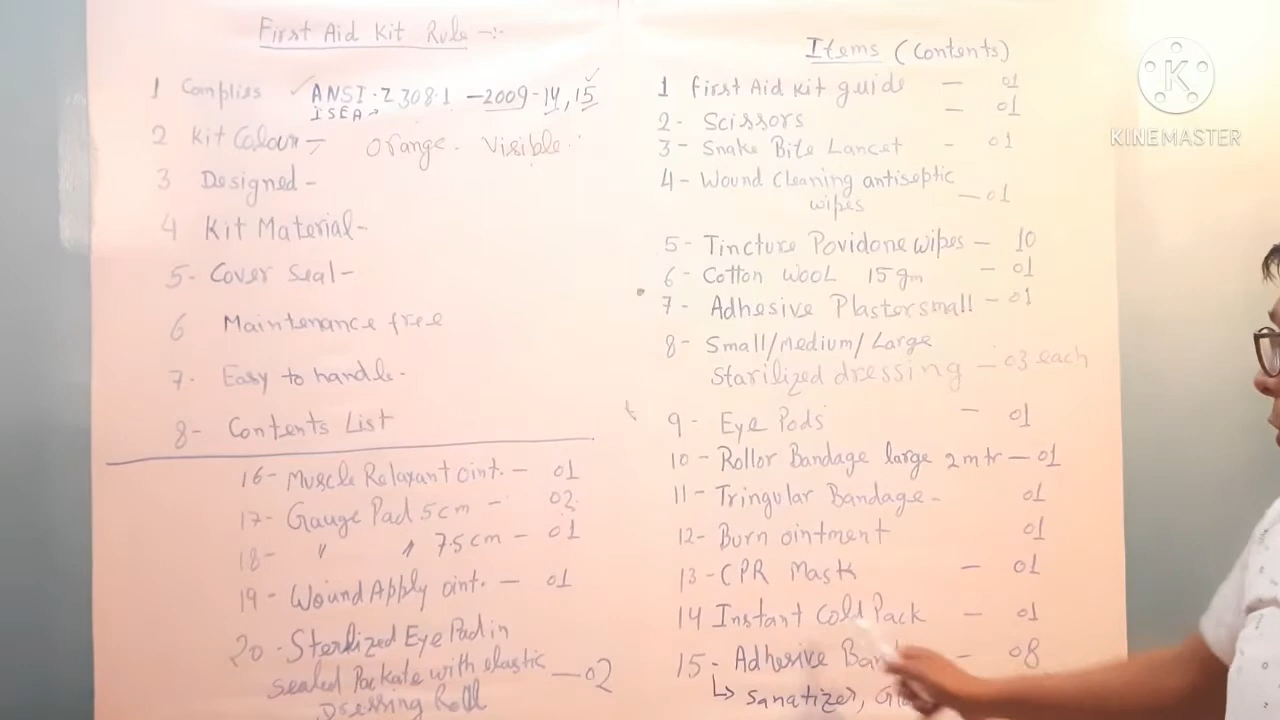 First Aid Kit Rule -:-
1 Complies ✓ ANSI.Z 308.1 - 2009-14, 15 ✓
ISEA →
2 Kit Colour - Orange. Visible.
3 Designed -
4 Kit Material -
5- Cover Seal -
6 Maintenance free
7- Easy to handle -
8- Contents List
16- Muscle Relaxant oint. - 01
17- Gauge Pad 5cm - 02
18- " " 7.5cm - 01
19- Wound Apply oint. - 01
20- Sterlized Eye Pad in
sealed Packate with elastic
Dressing Roll - 02
Items (Contents)
1 First Aid Kit guide - 01
2- Scissors - 01
3- Snake Bite Lancet - 01
4- Wound Cleaning antiseptic
wipes - 01
5- Tincture Povidone wipes - 10
6- Cotton Wool 15gm - 01
7- Adhesive Plaster small - 01
8- Small/Medium/Large
Starilized dressing - 03 each
9- Eye Pods - 01
10- Rollor Bandage large 2mtr - 01
11- Tringular Bandage - 01
12- Burn ointment 01
13- CPR Mask - 01
14 Instant Cold Pack - 01
15- Adhesive - 08
↳ Sanatizer,
K
KINEMASTER